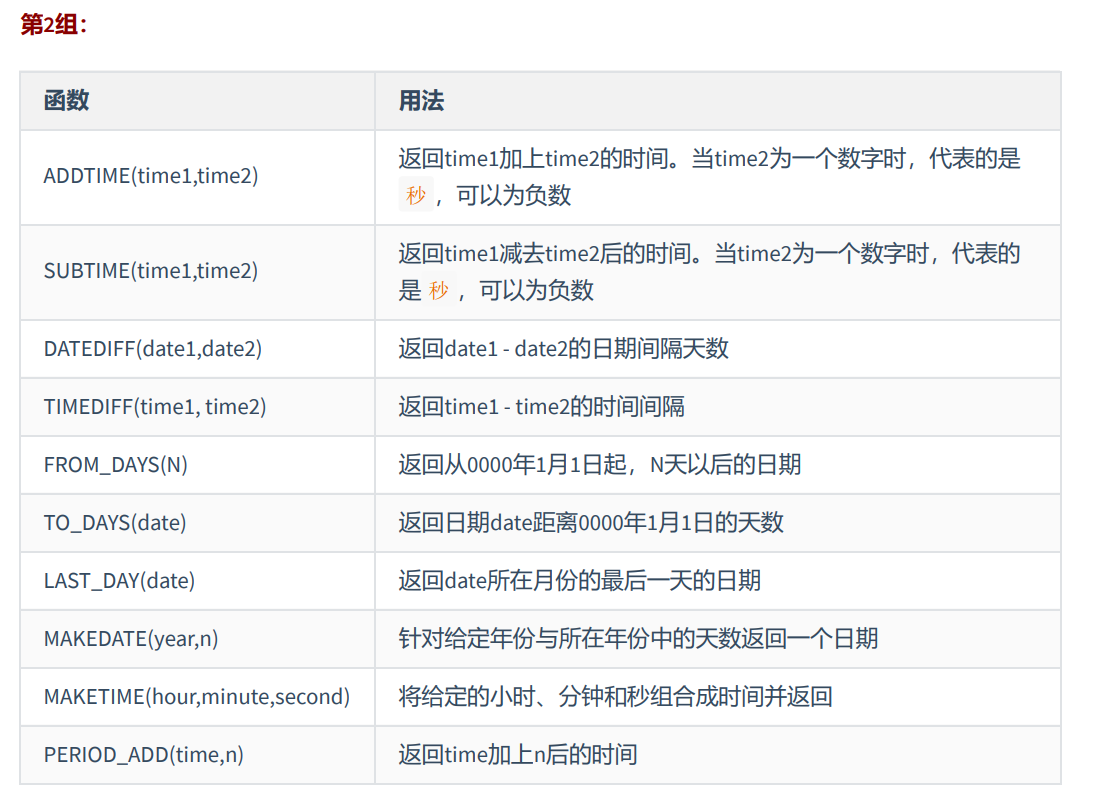 第2组：
函数 用法
ADDTIME(time1,time2) 返回time1加上time2的时间。当time2为一个数字时，代表的是
秒 ，可以为负数
SUBTIME(time1,time2) 返回time1减去time2后的时间。当time2为一个数字时，代表的
是 秒 ，可以为负数
DATEDIFF(date1,date2) 返回date1 - date2的日期间隔天数
TIMEDIFF(time1, time2) 返回time1 - time2的时间间隔
FROM_DAYS(N) 返回从0000年1月1日起，N天以后的日期
TO_DAYS(date) 返回日期date距离0000年1月1日的天数
LAST_DAY(date) 返回date所在月份的最后一天的日期
MAKEDATE(year,n) 针对给定年份与所在年份中的天数返回一个日期
MAKETIME(hour,minute,second) 将给定的小时、分钟和秒组合成时间并返回
PERIOD_ADD(time,n) 返回time加上n后的时间